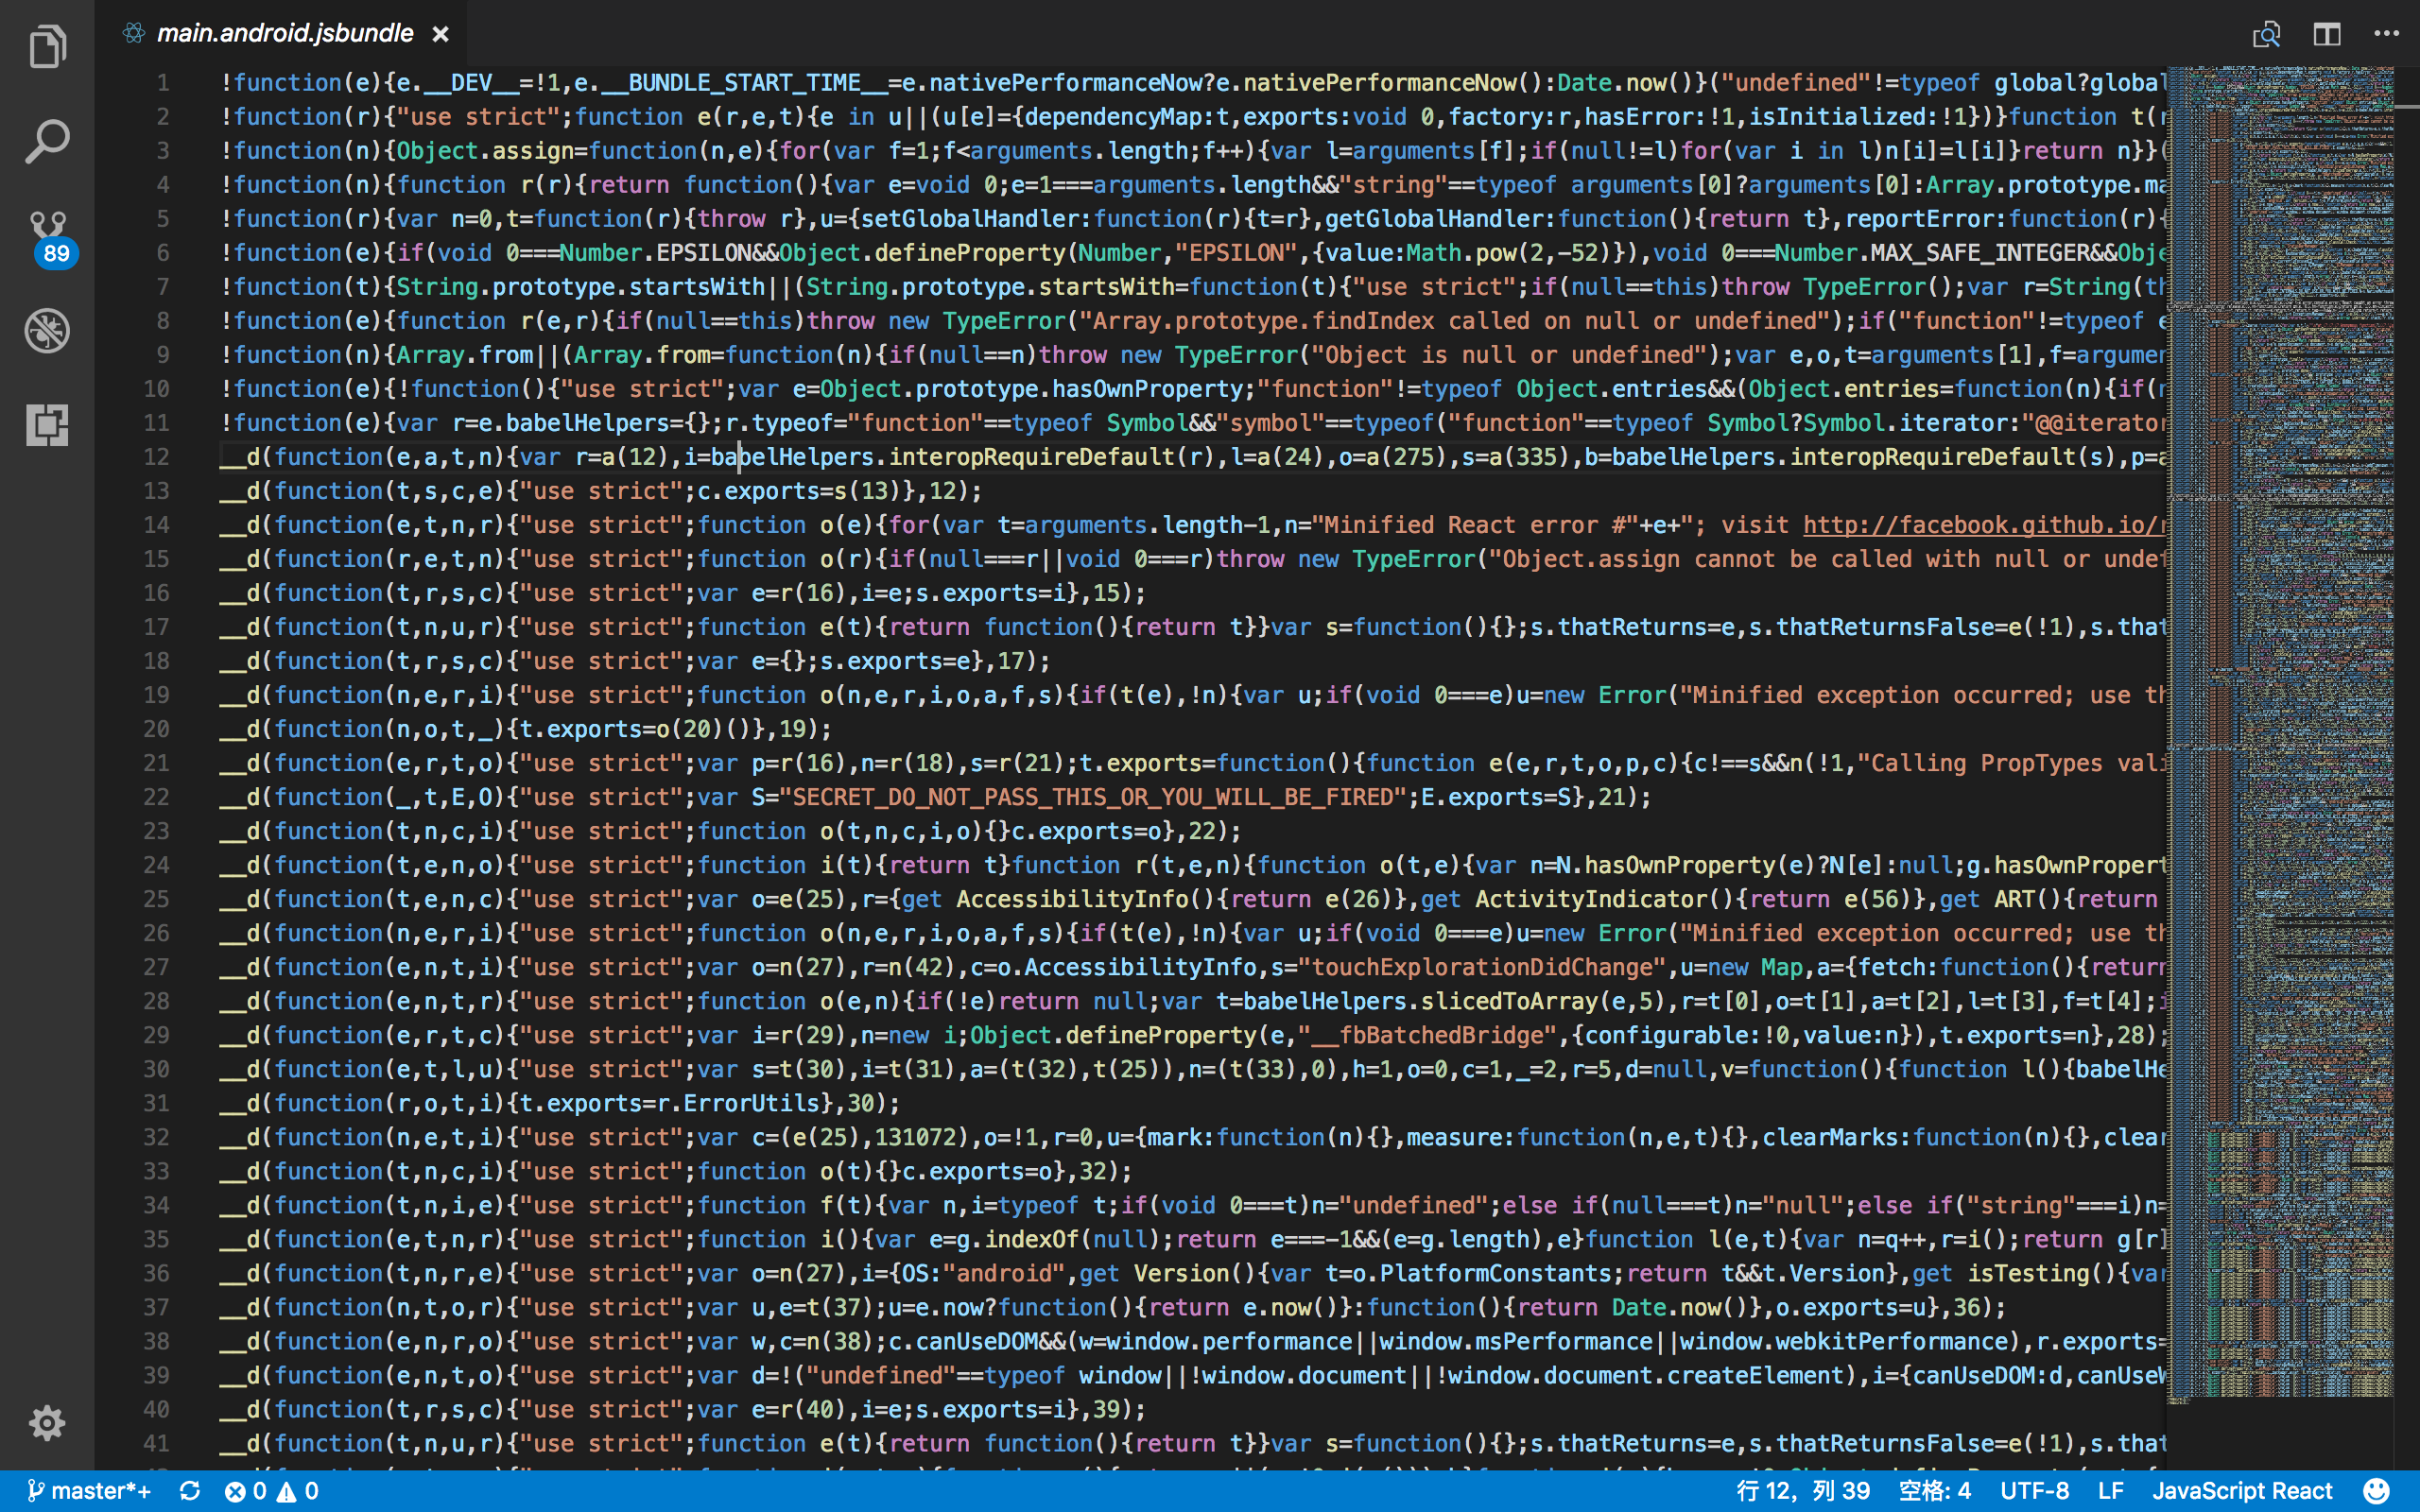 main.android.jsbundle
89
1 !function(e){e.__DEV__=!1,e.__BUNDLE_START_TIME__=e.nativePerformanceNow?e.nativePerformanceNow():Date.now()}("undefined"!=typeof global?global
2 !function(r){"use strict";function e(r,e,t){e in u||(u[e]={dependencyMap:t,exports:void 0,factory:r,hasError:!1,isInitialized:!1})}function t(
3 !function(n){Object.assign=function(n,e){for(var f=1;f<arguments.length;f++){var l=arguments[f];if(null!=l)for(var i in l)n[i]=l[i]}return n}}(
4 !function(n){function r(r){return function(){var e=void 0;e=1===arguments.length&&"string"==typeof arguments[0]?arguments[0]:Array.prototype.ma
5 !function(r){var n=0,t=function(r){throw r},u={setGlobalHandler:function(r){t=r},getGlobalHandler:function(){return t},reportError:function(r){
6 !function(e){if(void 0===Number.EPSILON&&Object.defineProperty(Number,"EPSILON",{value:Math.pow(2,-52)}),void 0===Number.MAX_SAFE_INTEGER&&Obje
7 !function(t){String.prototype.startsWith||(String.prototype.startsWith=function(t){"use strict";if(null==this)throw TypeError();var r=String(th
8 !function(e){function r(e,r){if(null==this)throw new TypeError("Array.prototype.findIndex called on null or undefined");if("function"!=typeof e
9 !function(n){Array.from||(Array.from=function(n){if(null==n)throw new TypeError("Object is null or undefined");var e,o,t=arguments[1],f=argumen
10 !function(e){!function(){"use strict";var e=Object.prototype.hasOwnProperty;"function"!=typeof Object.entries&&(Object.entries=function(n){if(
11 !function(e){var r=e.babelHelpers={};r.typeof="function"==typeof Symbol&&"symbol"==typeof("function"==typeof Symbol?Symbol.iterator:"@@iterator
12 __d(function(e,a,t,n){var r=a(12),i=babelHelpers.interopRequireDefault(r),l=a(24),o=a(275),s=a(335),b=babelHelpers.interopRequireDefault(s),p=a
13 __d(function(t,s,c,e){"use strict";c.exports=s(13)},12);
14 __d(function(e,t,n,r){"use strict";function o(e){for(var t=arguments.length-1,n="Minified React error #"+e+"; visit http://facebook.github.io/
15 __d(function(r,e,t,n){"use strict";function o(r){if(null===r||void 0===r)throw new TypeError("Object.assign cannot be called with null or undef
16 __d(function(t,r,s,c){"use strict";var e=r(16),i=e;s.exports=i},15);
17 __d(function(t,n,u,r){"use strict";function e(t){return function(){return t}}var s=function(){};s.thatReturns=e,s.thatReturnsFalse=e(!1),s.that
18 __d(function(t,r,s,c){"use strict";var e={};s.exports=e},17);
19 __d(function(n,e,r,i){"use strict";function o(n,e,r,i,o,a,f,s){if(t(e),!n){var u;if(void 0===e)u=new Error("Minified exception occurred; use th
20 __d(function(n,o,t,_){t.exports=o(20)()},19);
21 __d(function(e,r,t,o){"use strict";var p=r(16),n=r(18),s=r(21);t.exports=function(){function e(e,r,t,o,p,c){c!==s&&n(!1,"Calling PropTypes vali
22 __d(function(_,t,E,O){"use strict";var S="SECRET_DO_NOT_PASS_THIS_OR_YOU_WILL_BE_FIRED";E.exports=S},21);
23 __d(function(t,n,c,i){"use strict";function o(t,n,c,i,o){}c.exports=o},22);
24 __d(function(t,e,n,o){"use strict";function i(t){return t}function r(t,e,n){function o(t,e){var n=N.hasOwnProperty(e)?N[e]:null;g.hasOwnPropert
25 __d(function(t,e,n,c){"use strict";var o=e(25),r={get AccessibilityInfo(){return e(26)},get ActivityIndicator(){return e(56)},get ART(){return
26 __d(function(n,e,r,i){"use strict";function o(n,e,r,i,o,a,f,s){if(t(e),!n){var u;if(void 0===e)u=new Error("Minified exception occurred; use th
27 __d(function(e,n,t,i){"use strict";var o=n(27),r=n(42),c=o.AccessibilityInfo,s="touchExplorationDidChange",u=new Map,a={fetch:function(){return
28 __d(function(e,n,t,r){"use strict";function o(e,n){if(!e)return null;var t=babelHelpers.slicedToArray(e,5),r=t[0],o=t[1],a=t[2],l=t[3],f=t[4];i
29 __d(function(e,r,t,c){"use strict";var i=r(29),n=new i;Object.defineProperty(e,"__fbBatchedBridge",{configurable:!0,value:n}),t.exports=n},28);
30 __d(function(e,t,l,u){"use strict";var s=t(30),i=t(31),a=(t(32),t(25)),n=(t(33),0),h=1,o=0,c=1,_=2,r=5,d=null,v=function(){function l(){babelHe
31 __d(function(r,o,t,i){t.exports=r.ErrorUtils},30);
32 __d(function(n,e,t,i){"use strict";var c=(e(25),131072),o=!1,r=0,u={mark:function(n){},measure:function(n,e,t){},clearMarks:function(n){},clear
33 __d(function(t,n,c,i){"use strict";function o(t){}c.exports=o},32);
34 __d(function(t,n,i,e){"use strict";function f(t){var n,i=typeof t;if(void 0===t)n="undefined";else if(null===t)n="null";else if("string"===i)n=
35 __d(function(e,t,n,r){"use strict";function i(){var e=g.indexOf(null);return e===-1&&(e=g.length),e}function l(e,t){var n=q++,r=i();return g[r]
36 __d(function(t,n,r,e){"use strict";var o=n(27),i={OS:"android",get Version(){var t=o.PlatformConstants;return t&&t.Version},get isTesting(){var
37 __d(function(n,t,o,r){"use strict";var u,e=t(37);u=e.now?function(){return e.now()}:function(){return Date.now()},o.exports=u},36);
38 __d(function(e,n,r,o){"use strict";var w,c=n(38);c.canUseDOM&&(w=window.performance||window.msPerformance||window.webkitPerformance),r.exports=
39 __d(function(e,n,t,o){"use strict";var d=!("undefined"==typeof window||!window.document||!window.document.createElement),i={canUseDOM:d,canUseW
40 __d(function(t,r,s,c){"use strict";var e=r(40),i=e;s.exports=i},39);
41 __d(function(t,n,u,r){"use strict";function e(t){return function(){return t}}var s=function(){};s.thatReturns=e,s.thatReturnsFalse=e(!1),s.that
master*+ 0 0 行 12，列 39 空格: 4 UTF-8 LF JavaScript React